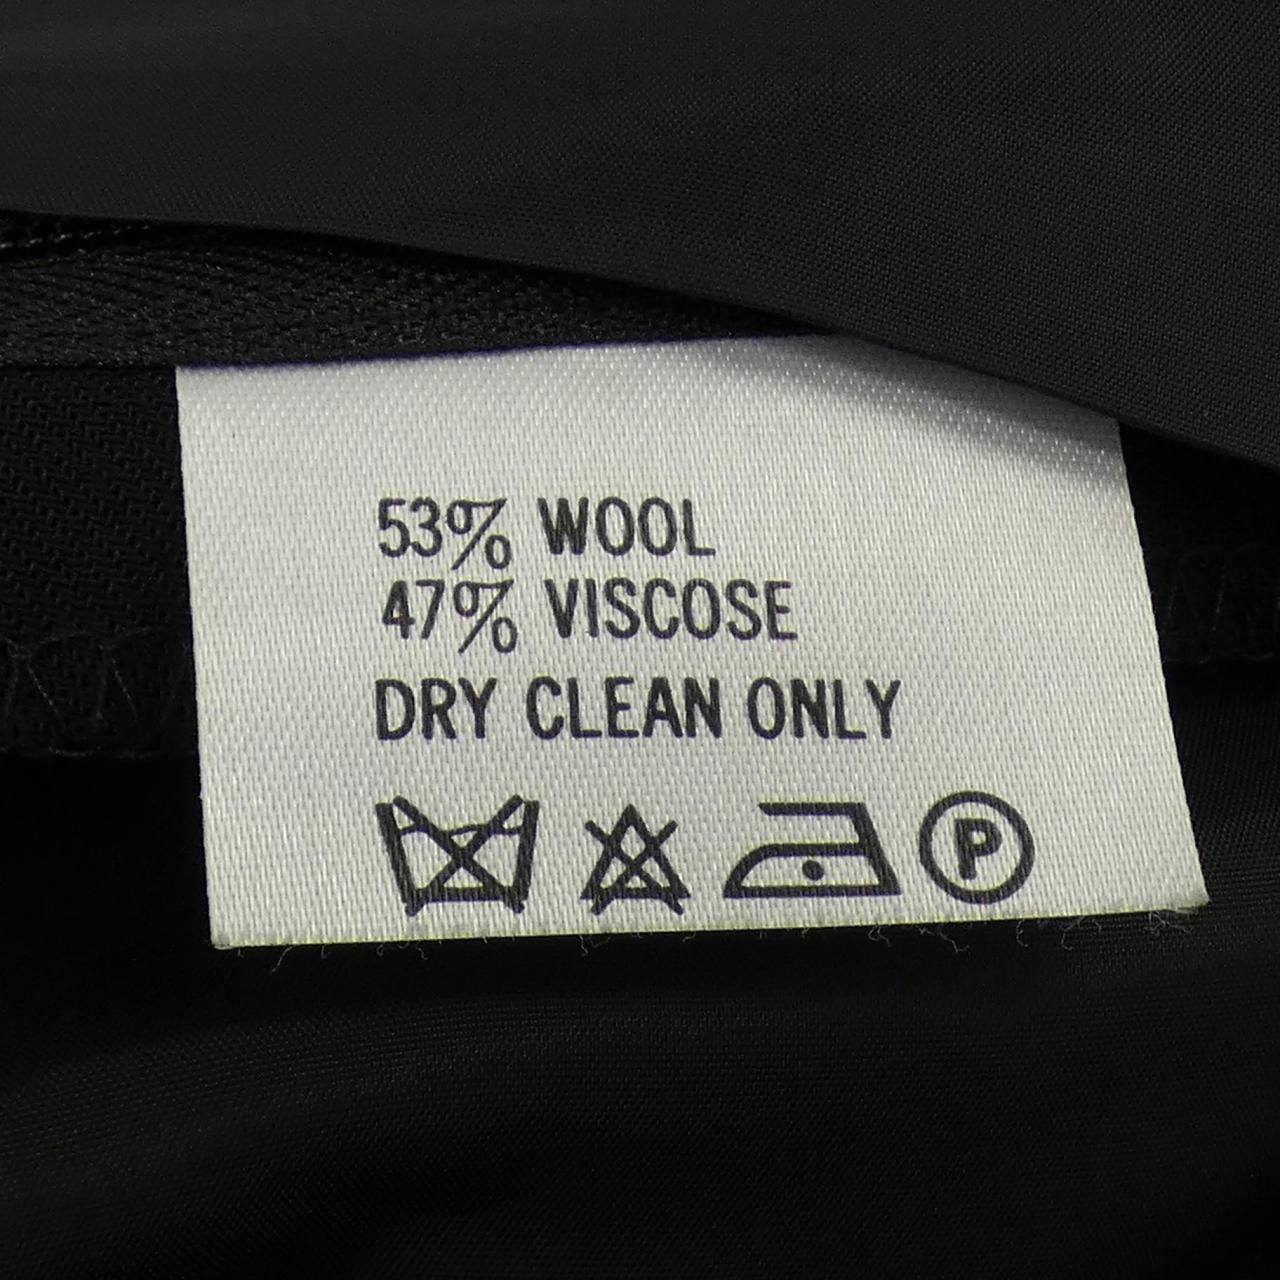 53% WOOL
47% VISCOSE
DRY CLEAN ONLY
P